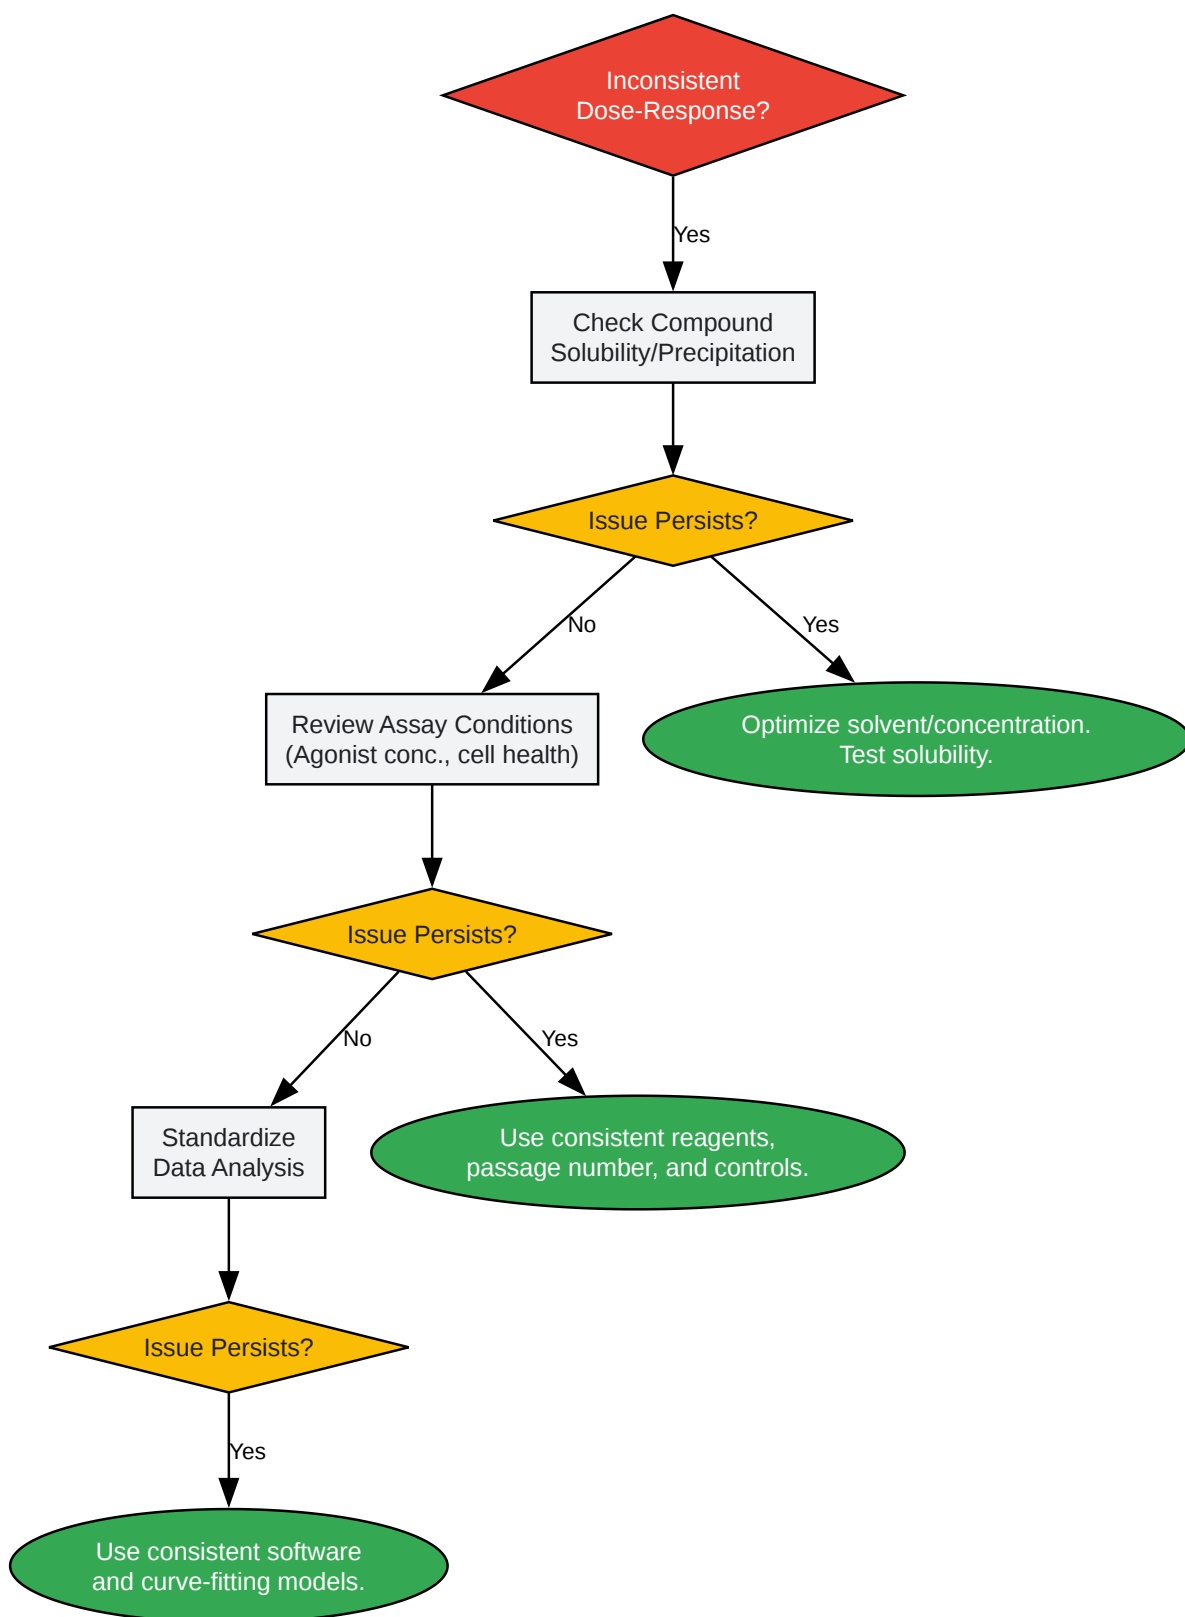 Inconsistent
Dose-Response?
Yes
Check Compound
Solubility/Precipitation
Issue Persists?
No
Yes
Review Assay Conditions
(Agonist conc., cell health)
Optimize solvent/concentration.
Test solubility.
Issue Persists?
No
Yes
Standardize
Data Analysis
Use consistent reagents,
passage number, and controls.
Issue Persists?
Yes
Use consistent software
and curve-fitting models.